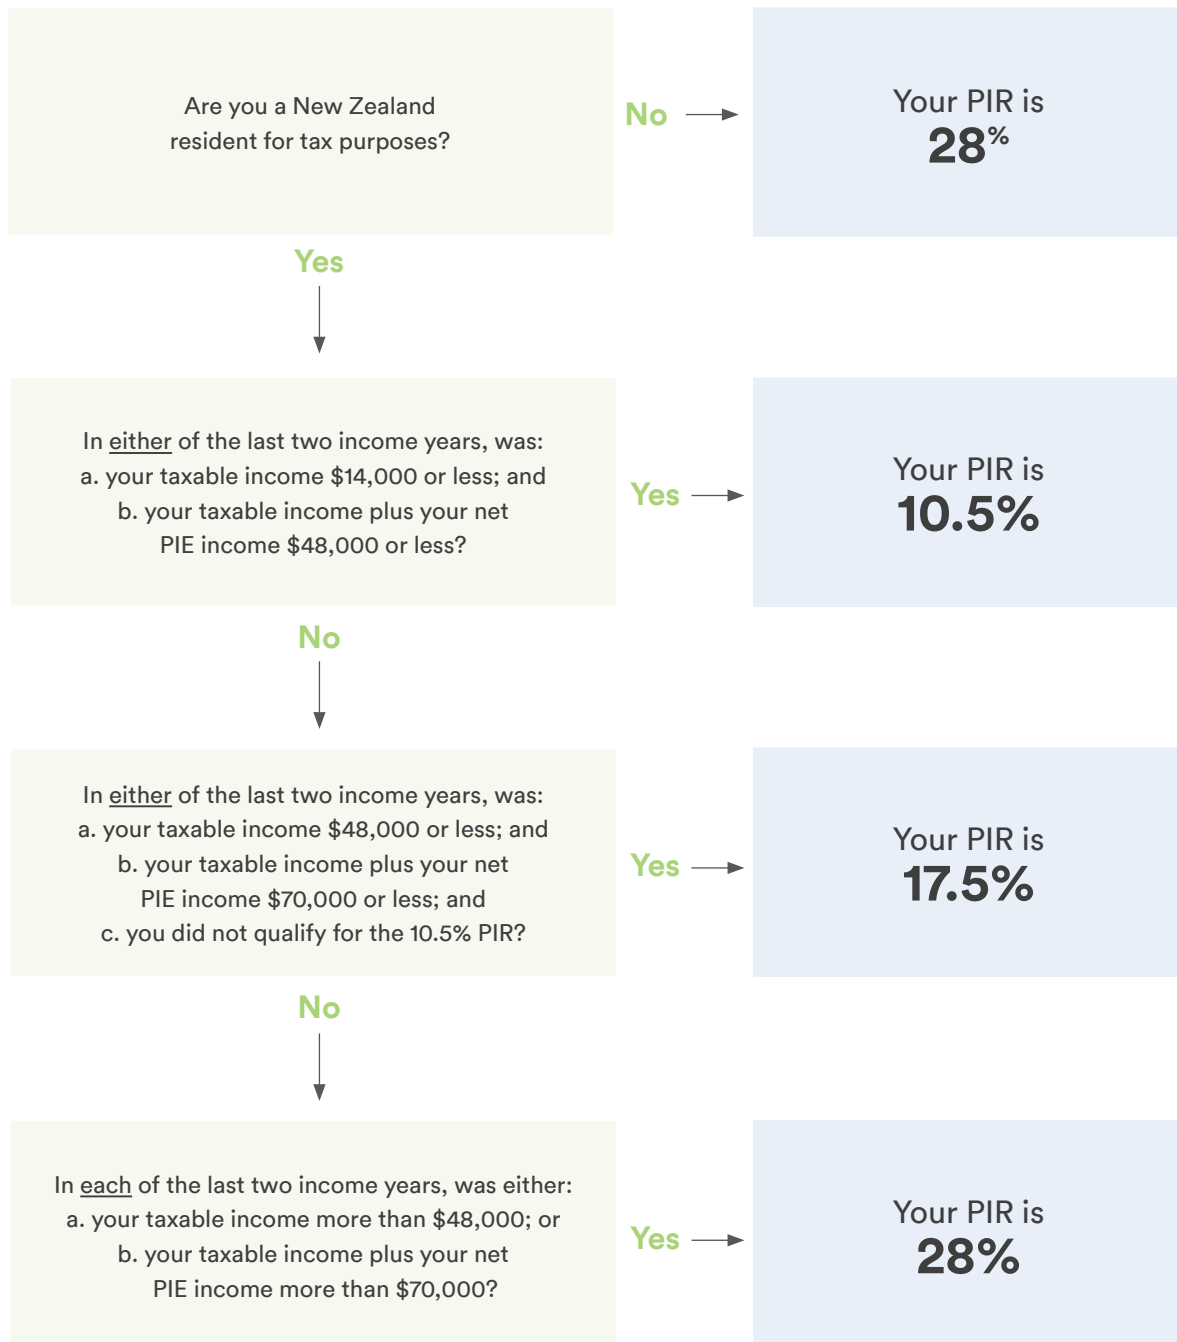 Are you a New Zealand
resident for tax purposes?
No
Your PIR is
28%
Yes
In either of the last two income years, was:
a. your taxable income $14,000 or less; and
b. your taxable income plus your net
PIE income $48,000 or less?
Yes
Your PIR is
10.5%
No
In either of the last two income years, was:
a. your taxable income $48,000 or less; and
b. your taxable income plus your net
PIE income $70,000 or less; and
c. you did not qualify for the 10.5% PIR?
Yes
Your PIR is
17.5%
No
In each of the last two income years, was either:
a. your taxable income more than $48,000; or
b. your taxable income plus your net
PIE income more than $70,000?
Yes
Your PIR is
28%